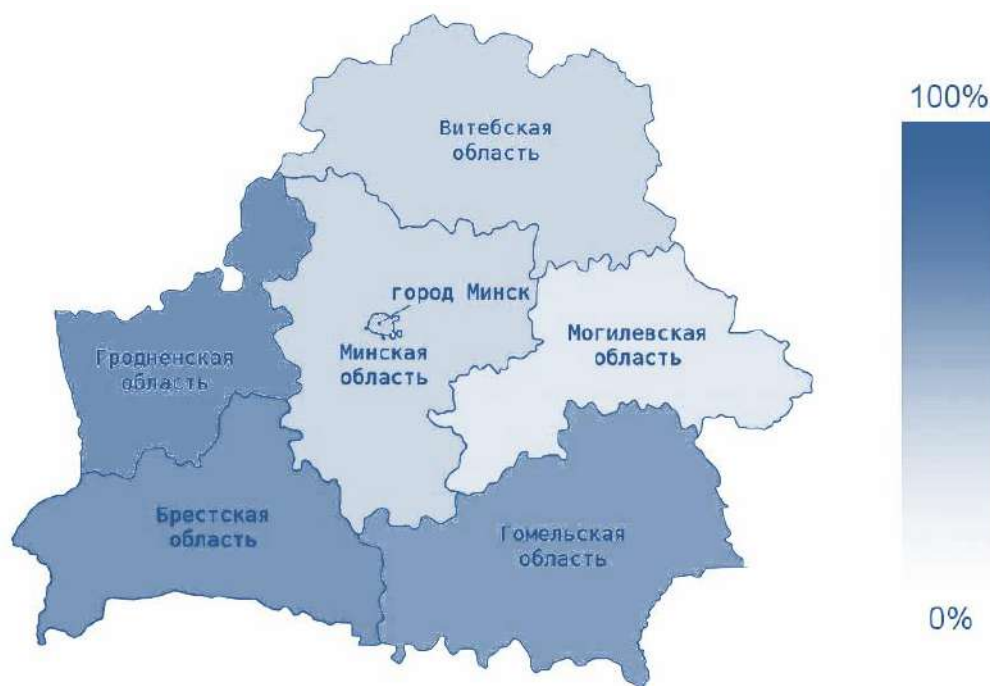 100%
Витебская
область
город Минск
Могилевская
область
Минская
область
Гродненская
область
Брестская
область
Гомельская
область
0%